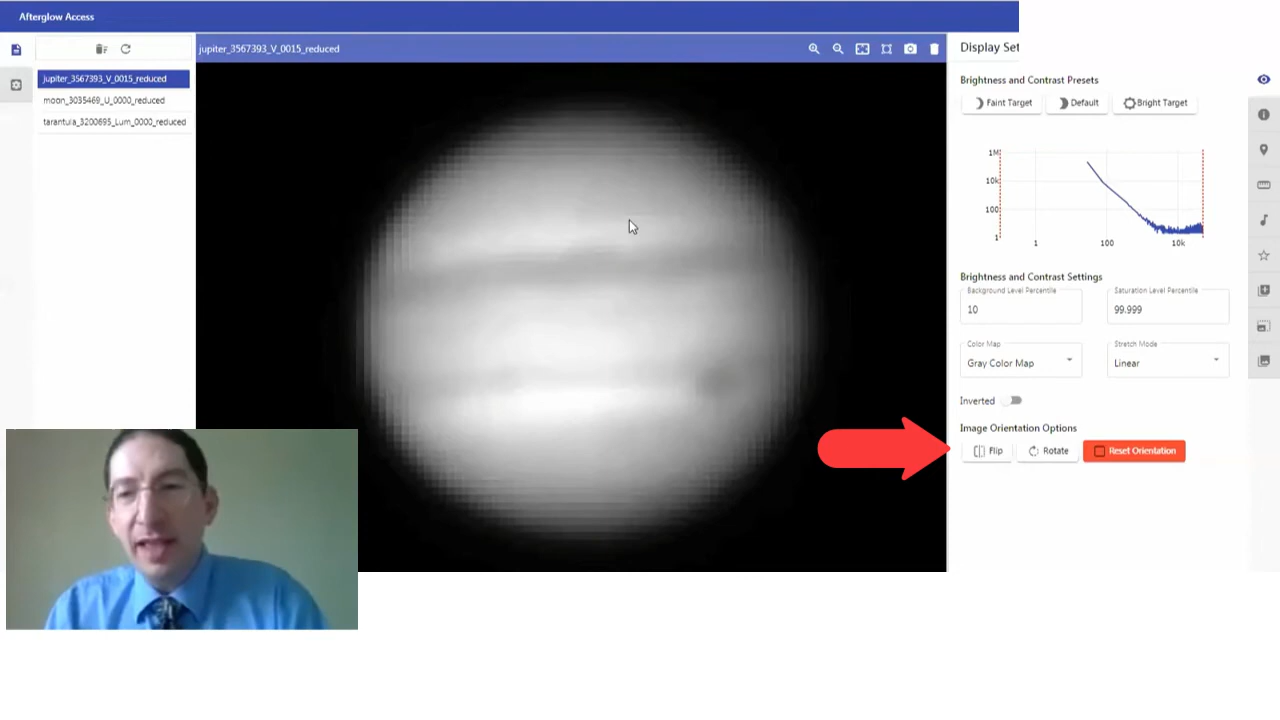 Afterglow Access
jupiter_3567393_V_0015_reduced
moon_3035469_U_0000_reduced
tarantula_3200695_Lum_0000_reduced
jupiter_3567393_V_0015_reduced
Display Set
Brightness and Contrast Presets
Faint Target
Default
Bright Target
1M
10k
100
1
1
100
10k
Brightness and Contrast Settings
Background Level Percentile
10
Saturation Level Percentile
99.999
Color Map
Gray Color Map
Stretch Mode
Linear
Inverted
Image Orientation Options
Flip
Rotate
Reset Orientation